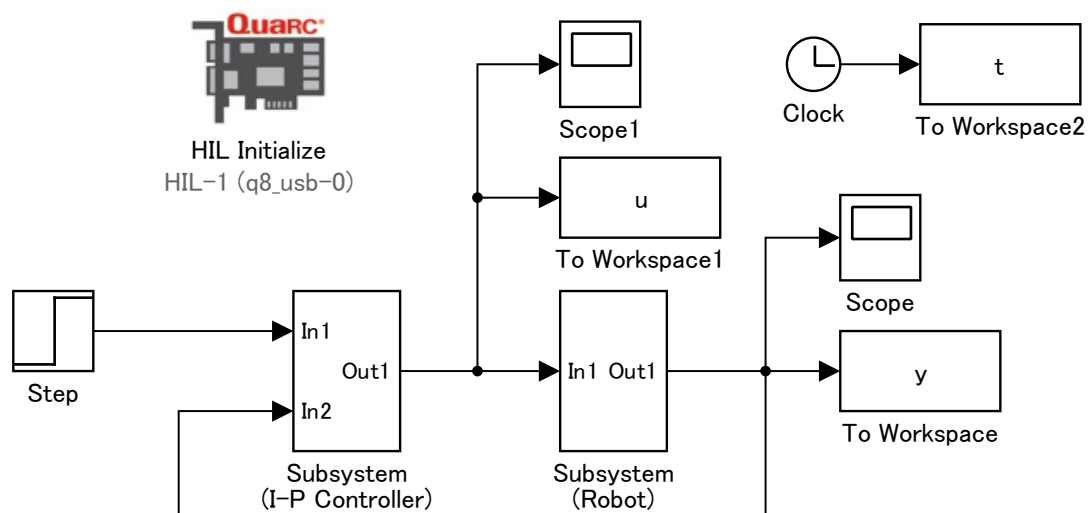 QUARC
HIL Initialize
HIL-1 (q8_usb-0)
Scope1
u
To Workspace1
Clock
t
To Workspace2
Scope
y
To Workspace
Step
In1
In2
Out1
Subsystem
(I-P Controller)
In1 Out1
Subsystem
(Robot)